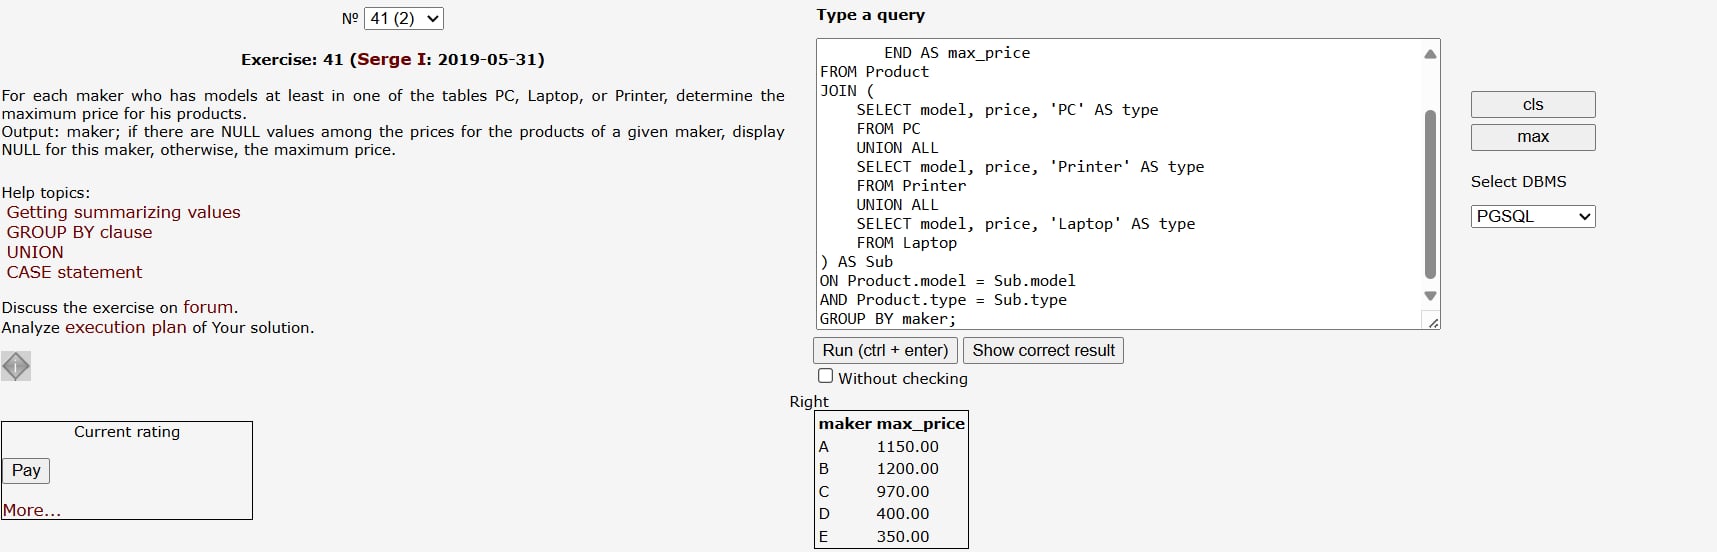 Nº 41 (2)
Exercise: 41 (Serge I: 2019-05-31)
For each maker who has models at least in one of the tables PC, Laptop, or Printer, determine the
maximum price for his products.
Output: maker; if there are NULL values among the prices for the products of a given maker, display
NULL for this maker, otherwise, the maximum price.
Help topics:
Getting summarizing values
GROUP BY clause
UNION
CASE statement
Discuss the exercise on forum.
Analyze execution plan of Your solution.
Current rating
Pay
More...
Type a query
END AS max_price
FROM Product
JOIN (
SELECT model, price, 'PC' AS type
FROM PC
UNION ALL
SELECT model, price, 'Printer' AS type
FROM Printer
UNION ALL
SELECT model, price, 'Laptop' AS type
FROM Laptop
) AS Sub
ON Product.model = Sub.model
AND Product.type = Sub.type
GROUP BY maker;
Run (ctrl + enter) Show correct result
Without checking
Right
maker max_price
A 1150.00
B 1200.00
C 970.00
D 400.00
E 350.00
cls
max
Select DBMS
PGSQL